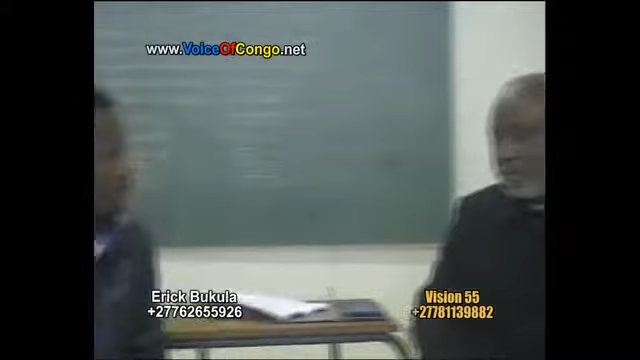 www.VoiceOfCongo.net
Erick Bukula
+27762655926
Vision 55
+27781139882